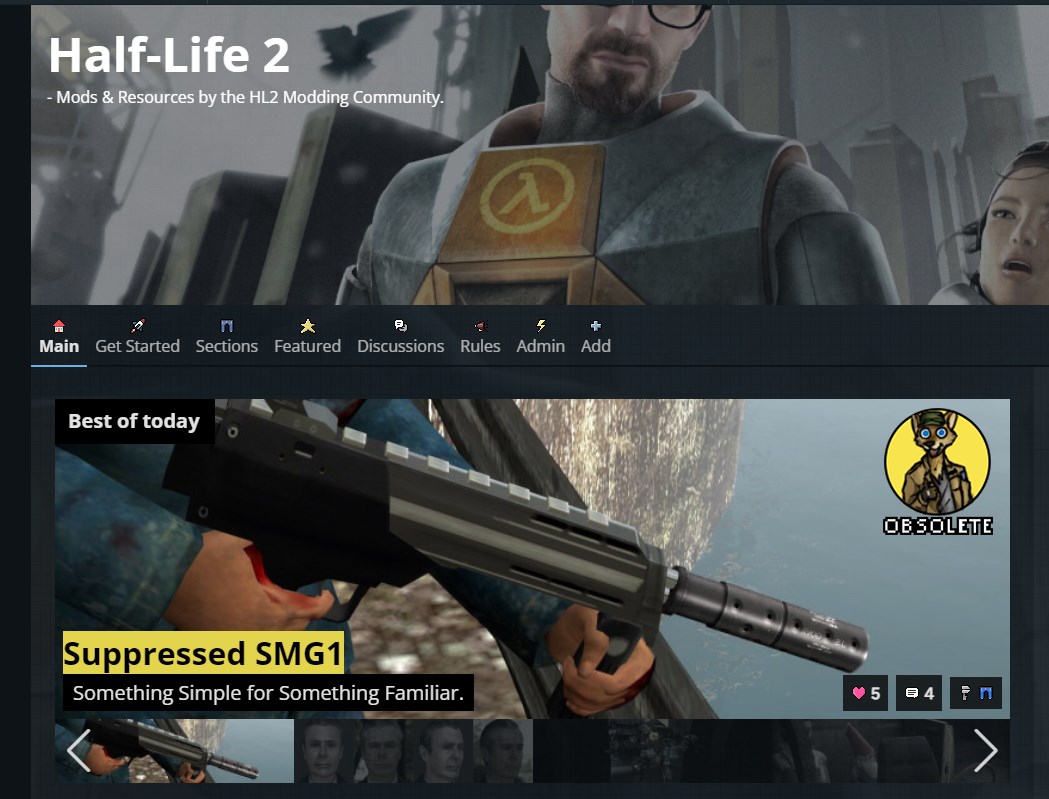 Half-Life 2
- Mods & Resources by the HL2 Modding Community.
Main Get Started Sections Featured Discussions Rules Admin Add
Best of today
OBSOLETE
Suppressed SMG1
Something Simple for Something Familiar.
5 4